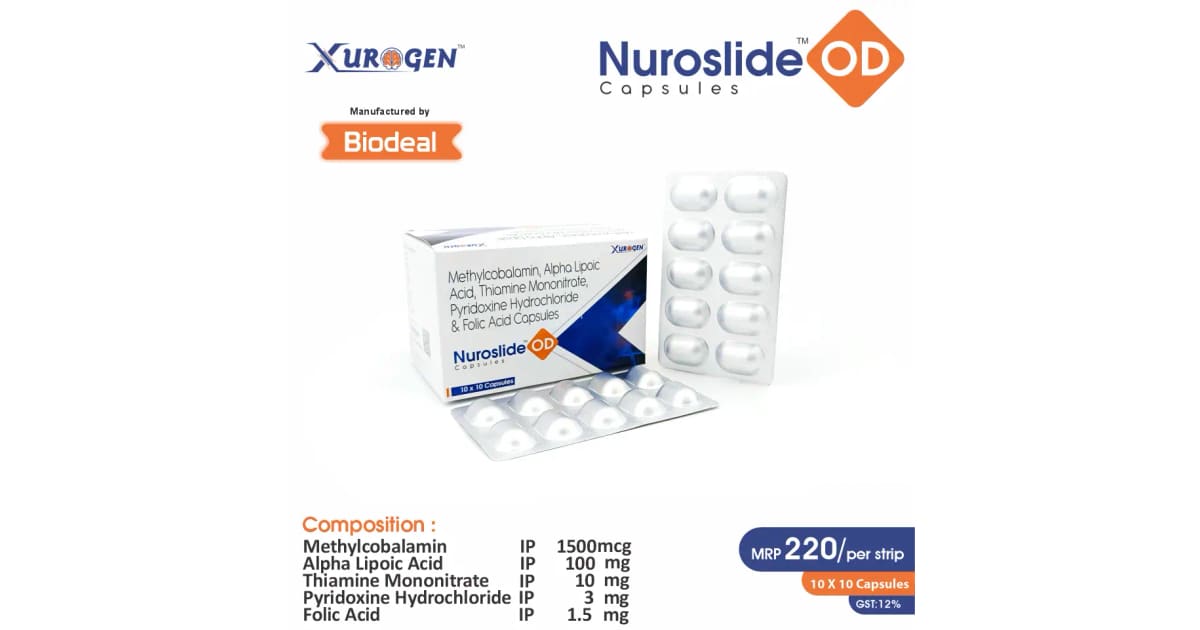 XUROGEN™
Nuroslide™ OD
Capsules
Manufactured by
Biodeal
XUROGEN
Methylcobalamin, Alpha Lipoic
Acid, Thiamine Mononitrate,
Pyridoxine Hydrochloride
& Folic Acid Capsules
Nuroslide™ OD
Capsules
10 x 10 Capsules
Composition :
Methylcobalamin IP 1500mcg
Alpha Lipoic Acid IP 100 mg
Thiamine Mononitrate IP 10 mg
Pyridoxine Hydrochloride IP 3 mg
Folic Acid IP 1.5 mg
MRP 220/per strip
10 X 10 Capsules
GST:12%